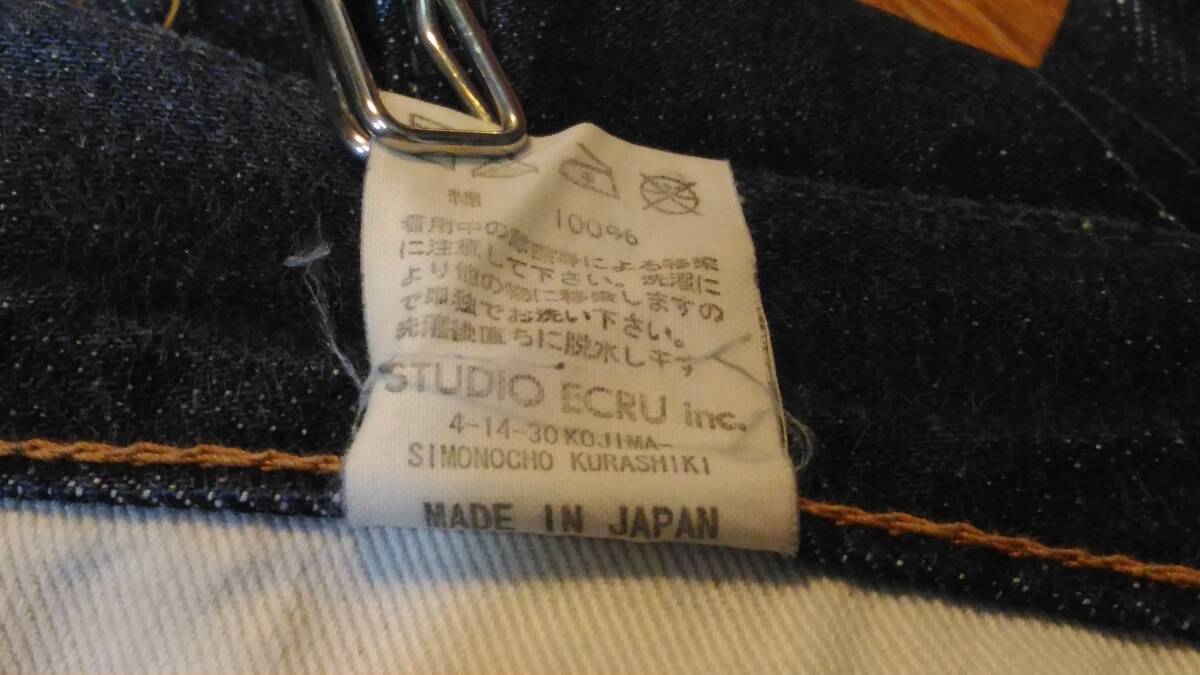 綿
100%
着用中の摩擦等による移染
に注意して下さい。洗濯に
より他の物に移染しますの
で単独でお洗い下さい。
洗濯後直ちに脱水します
STUDIO ECRU inc.
4-14-30KOJIMA-
SIMONOCHO KURASHIKI
MADE IN JAPAN